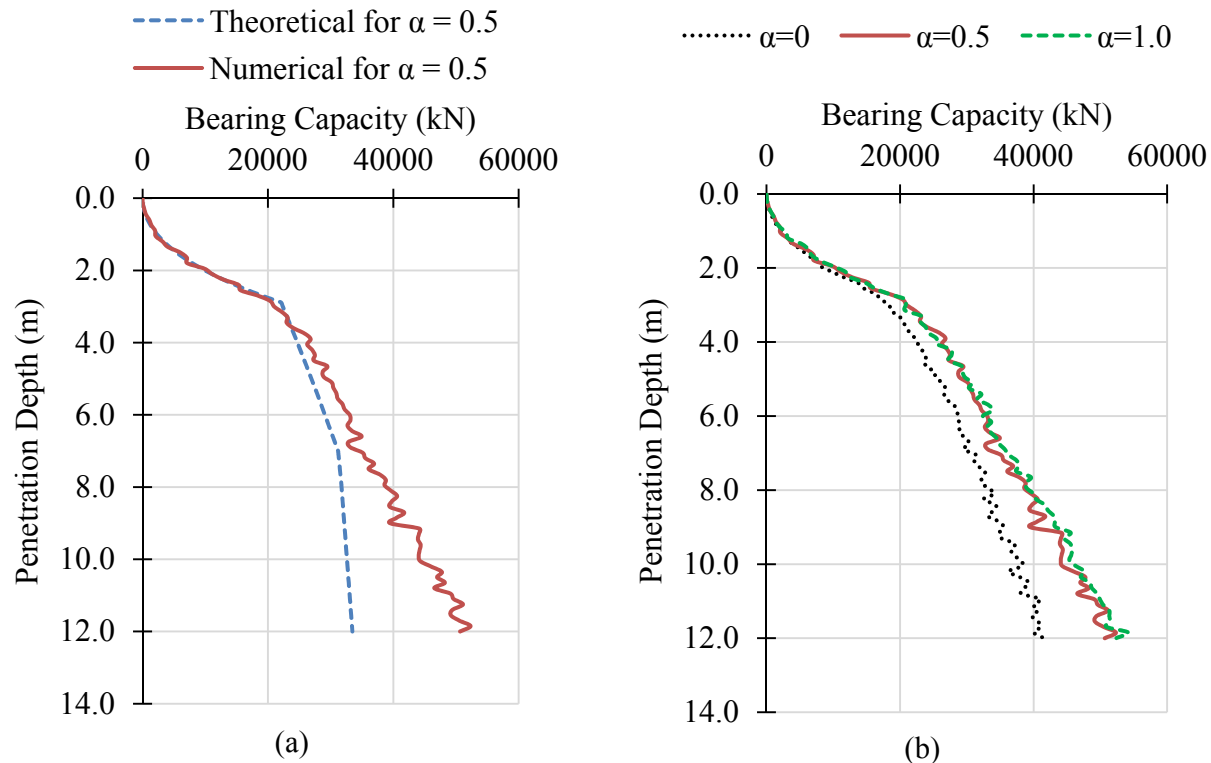 Theoretical for α = 0.5
Numerical for α = 0.5
Bearing Capacity (kN)
0 20000 40000 60000
0.0
2.0
4.0
6.0
8.0
10.0
12.0
14.0
Penetration Depth (m)
(a)
α=0 α=0.5 α=1.0
Bearing Capacity (kN)
0 20000 40000 60000
0.0
2.0
4.0
6.0
8.0
10.0
12.0
14.0
Penetration Depth (m)
(b)